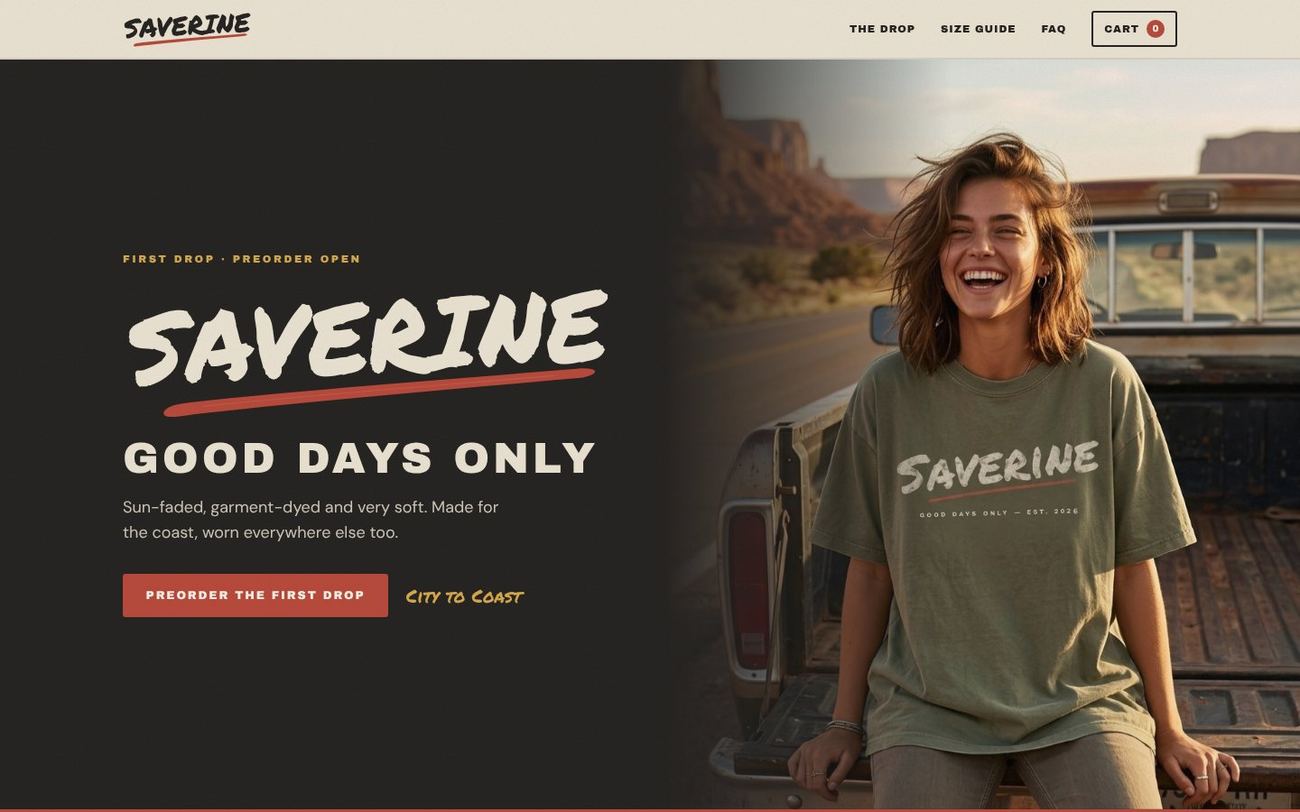 SAVERINE
THE DROP
SIZE GUIDE
FAQ
CART 0
FIRST DROP · PREORDER OPEN
SAVERINE
GOOD DAYS ONLY
Sun-faded, garment-dyed and very soft. Made for
the coast, worn everywhere else too.
PREORDER THE FIRST DROP
City to Coast
SAVERINE
GOOD DAYS ONLY — EST. 2026